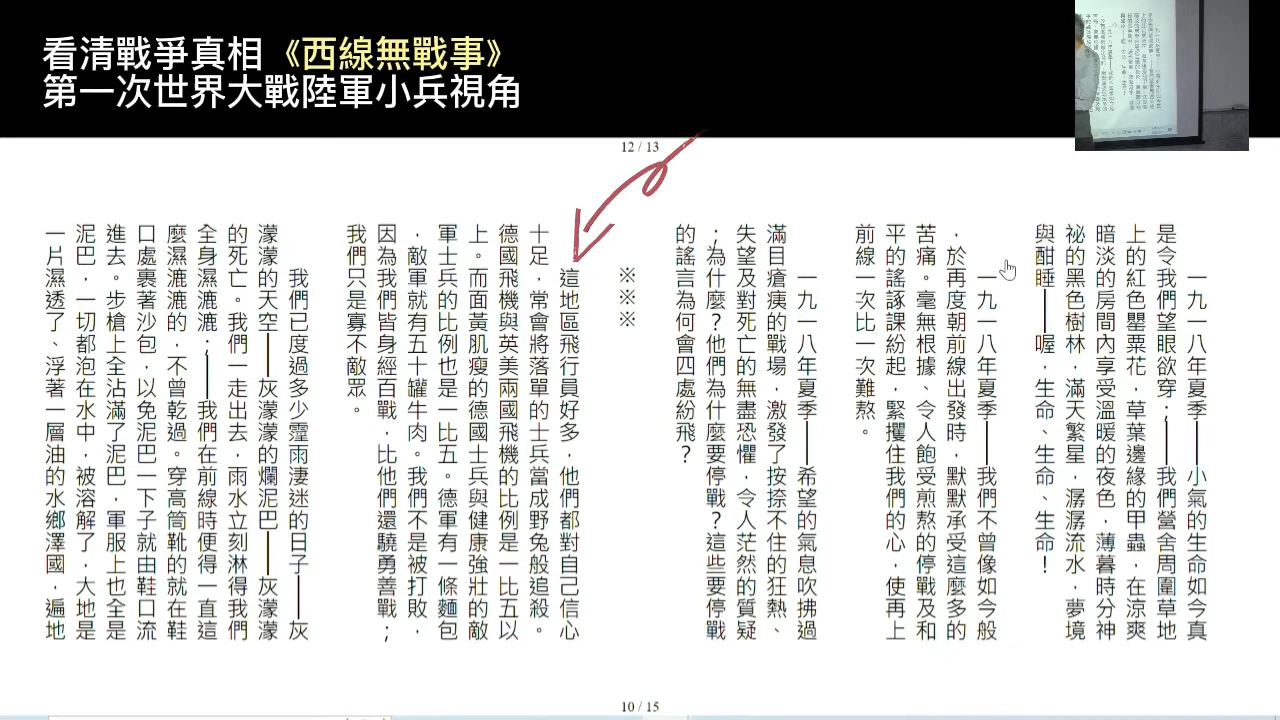 看清戰爭真相《西線無戰事》
第一次世界大戰陸軍小兵視角
12 / 13
一九一八年夏季——小氣的生命如今真
是令我們望眼欲穿；——我們營舍周圍草地
上的紅色罌粟花，草葉邊緣的甲蟲，在涼爽
暗淡的房間內享受溫暖的夜色，薄暮時分神
祕的黑色樹林，滿天繁星，潺潺流水，夢境
與酣睡——喔，生命、生命、生命！
一九一八年夏季——我們不曾像如今般
，於再度朝前線出發時，默默承受這麼多的
苦痛。毫無根據、令人飽受煎熬的停戰及和
平的謠諑課紛起，緊攫住我們的心，使再上
前線一次比一次難熬。
一九一八年夏季——希望的氣息吹拂過
滿目瘡痍的戰場，激發了按捺不住的狂熱、
失望及對死亡的無盡恐懼，令人茫然的質疑
；為什麼？他們為什麼要停戰？這些要停戰
的謠言為何會四處紛飛？
※※※
這地區飛行員好多，他們都對自己信心
十足，常會將落單的士兵當成野兔般追殺。
德國飛機與英美兩國飛機的比例是一比五以
上。而面黃肌瘦的德國士兵與健康強壯的敵
軍士兵的比例也是一比五。德軍有一條麵包
，敵軍就有五十罐牛肉。我們不是被打敗，
因為我們皆身經百戰，比他們還驍勇善戰；
我們只是寡不敵眾。
我們已度過多少霪雨淒迷的日子——灰
濛濛的天空——灰濛濛的爛泥巴——灰濛濛
的死亡。我們一走出去，雨水立刻淋得我們
全身濕漉漉；——我們在前線時便得一直這
麼濕漉漉的，不曾乾過。穿高筒靴的就在鞋
口處裹著沙包，以免泥巴一下子就由鞋口流
進去。步槍上全沾滿了泥巴，軍服上也全是
泥巴，一切都泡在水中，被溶解了，大地是
一片濕透了、浮著一層油的水鄉澤國，遍地
10 / 15